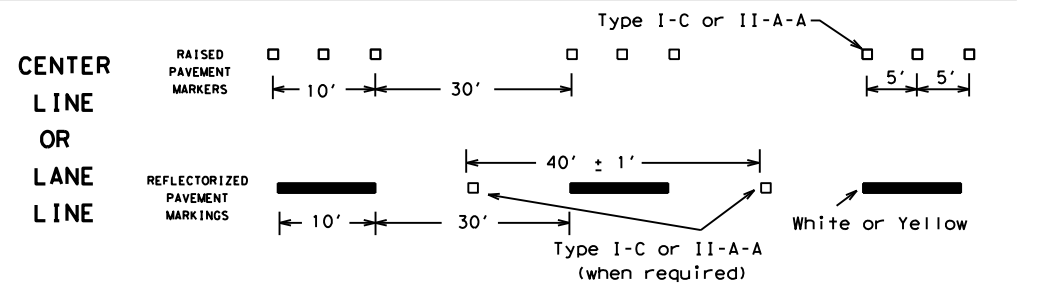 Type I-C or II-A-A
CENTER
LINE
OR
LANE
LINE
RAISED
PAVEMENT
MARKERS
10'
30'
5'
5'
40' ± 1'
REFLECTORIZED
PAVEMENT
MARKINGS
10'
30'
White or Yellow
Type I-C or II-A-A
(when required)